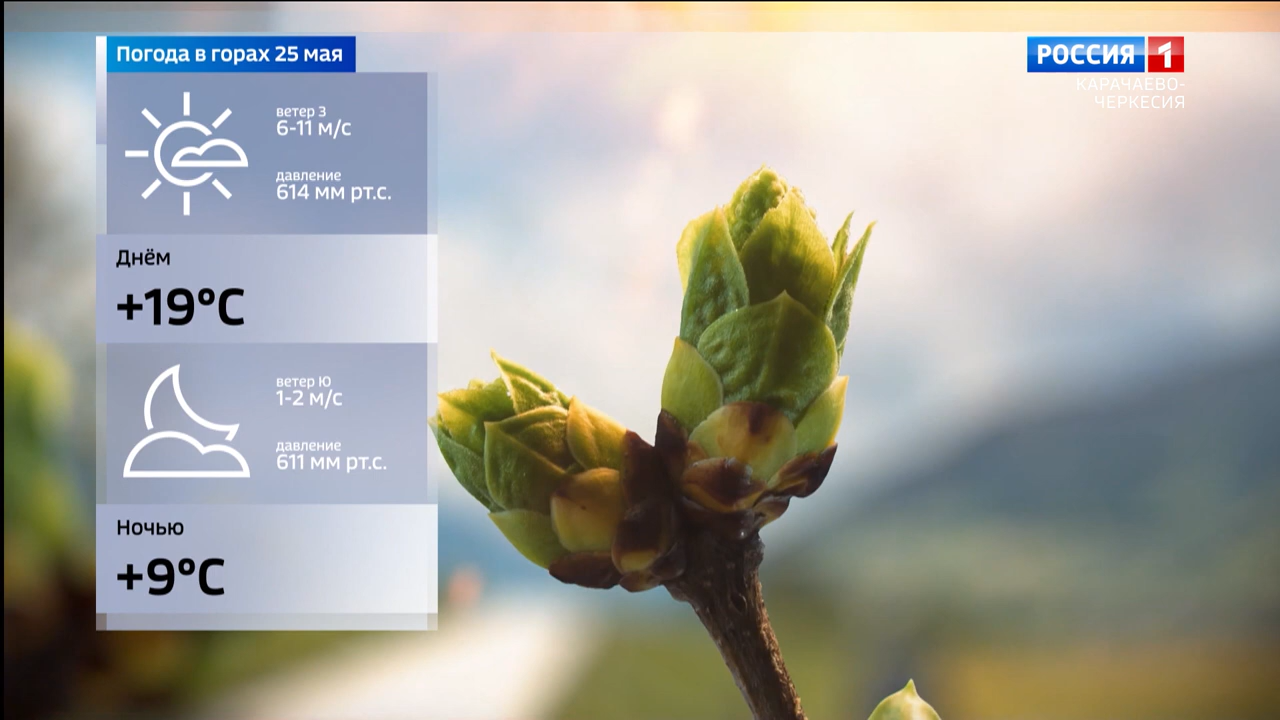 Погода в горах 25 мая
РОССИЯ 1
КАРАЧАЕВО-
ЧЕРКЕСИЯ
ветер З
6-11 м/с
давление
614 мм рт.с.
Днём
+19°C
ветер Ю
1-2 м/с
давление
611 мм рт.с.
Ночью
+9°C